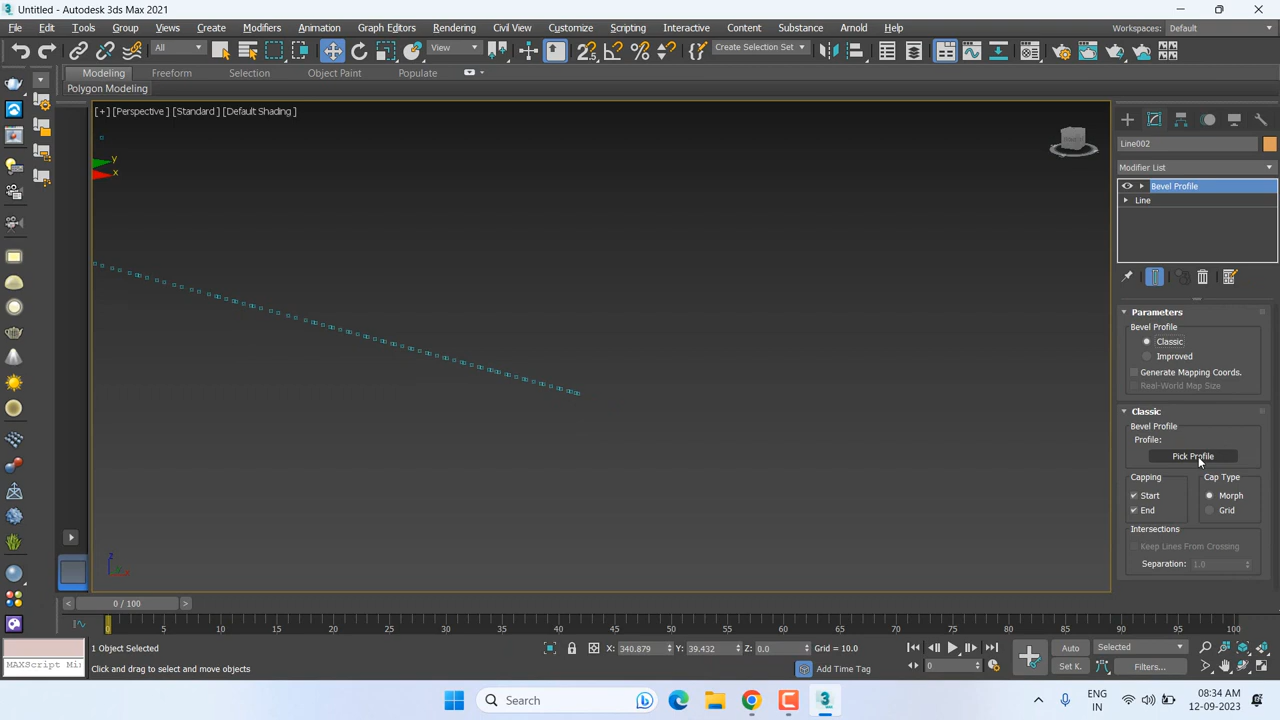 Untitled - Autodesk 3ds Max 2021
File Edit Tools Group Views Create Modifiers Animation Graph Editors Rendering Civil View Customize Scripting Interactive Content Substance Arnold Help Workspaces: Default
All View Create Selection Set
Modeling Freeform Selection Object Paint Populate
Polygon Modeling
[+] [Perspective ] [Standard ] [Default Shading ]
y
x
Line002
Modifier List
Bevel Profile
Line
Parameters
Bevel Profile
Classic
Improved
Generate Mapping Coords.
Real-World Map Size
Classic
Bevel Profile
Profile:
Pick Profile
Capping Cap Type
Start Morph
End Grid
Intersections
Keep Lines From Crossing
Separation: 1.0
z
x
< 0 / 100 >
0 5 10 15 20 25 30 35 40 45 50 55 60 65 70 75 80 85 90 95 100
1 Object Selected X: 340.879 Y: 39.432 Z: 0.0 Grid = 10.0 Auto Selected
MAXScript Mi Click and drag to select and move objects Add Time Tag 0 Set K. Filters...
Search ENG IN 08:34 AM 12-09-2023